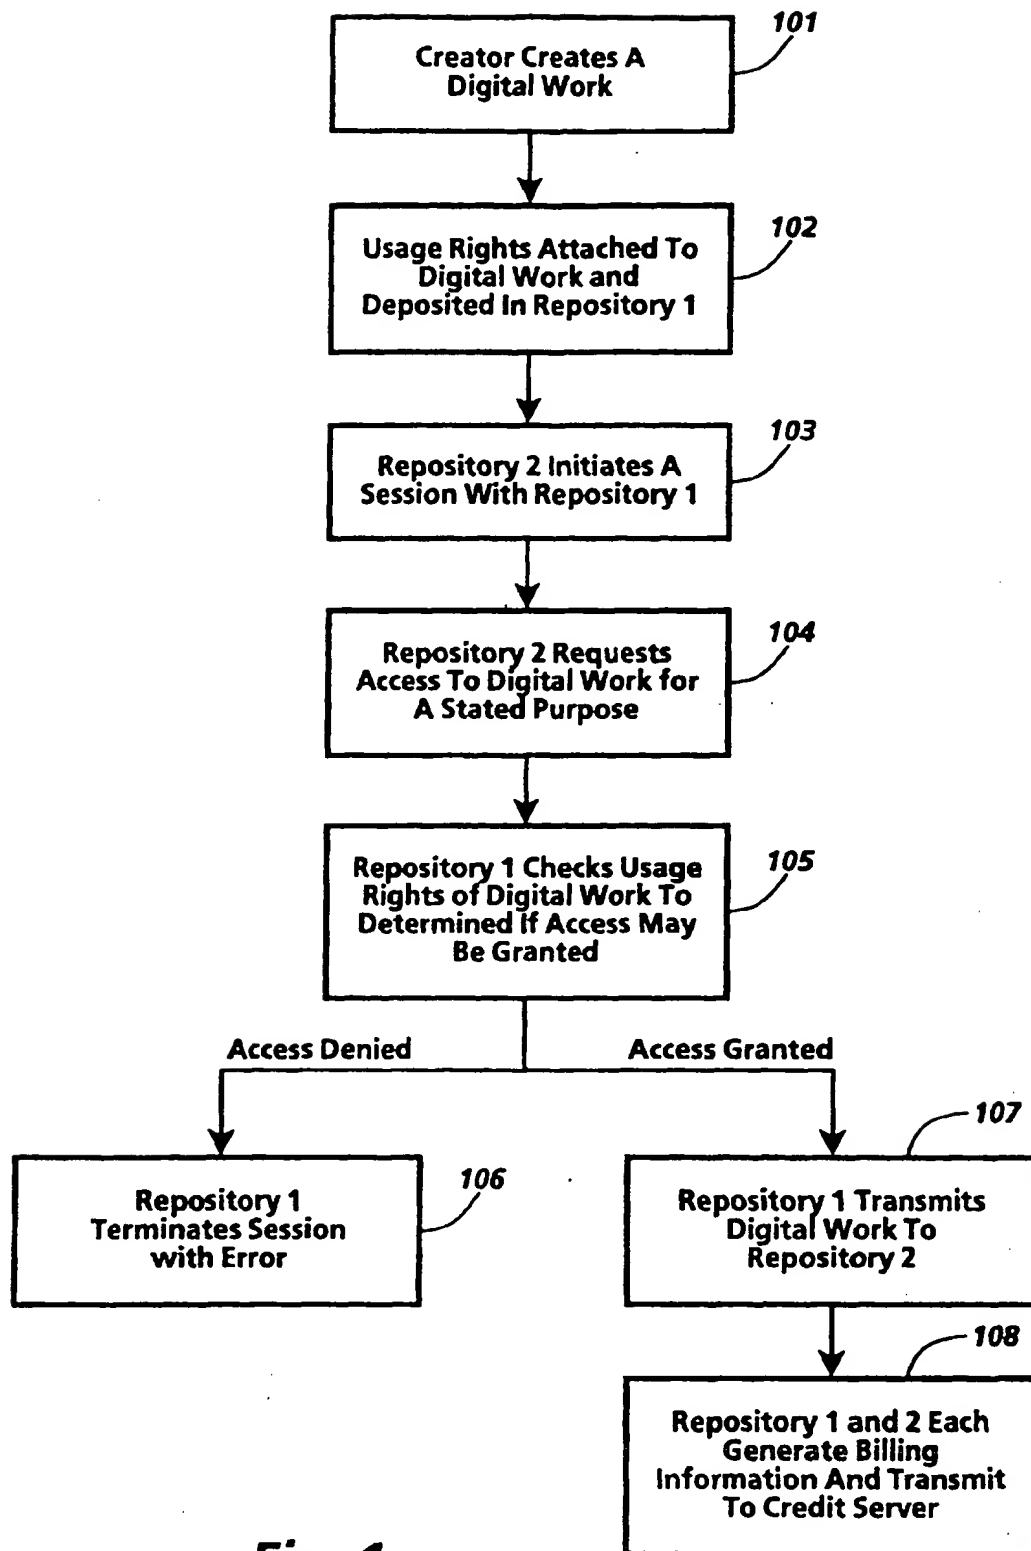 101
Creator Creates A
Digital Work
102
Usage Rights Attached To
Digital Work and
Deposited In Repository 1
103
Repository 2 Initiates A
Session With Repository 1
104
Repository 2 Requests
Access To Digital Work for
A Stated Purpose
105
Repository 1 Checks Usage
Rights of Digital Work To
Determined If Access May
Be Granted
Access Denied
Access Granted
106
Repository 1
Terminates Session
with Error
107
Repository 1 Transmits
Digital Work To
Repository 2
108
Repository 1 and 2 Each
Generate Billing
Information And Transmit
To Credit Server